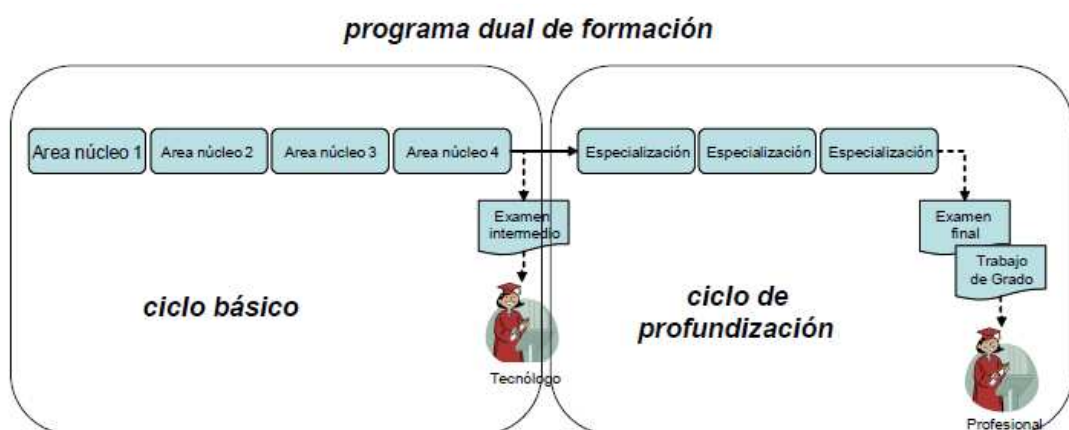 programa dual de formación
Area núcleo 1
Area núcleo 2
Area núcleo 3
Area núcleo 4
Especialización
Especialización
Especialización
Examen
intermedio
Examen
final
Trabajo
de Grado
ciclo básico
ciclo de
profundización
Tecnólogo
Profesional